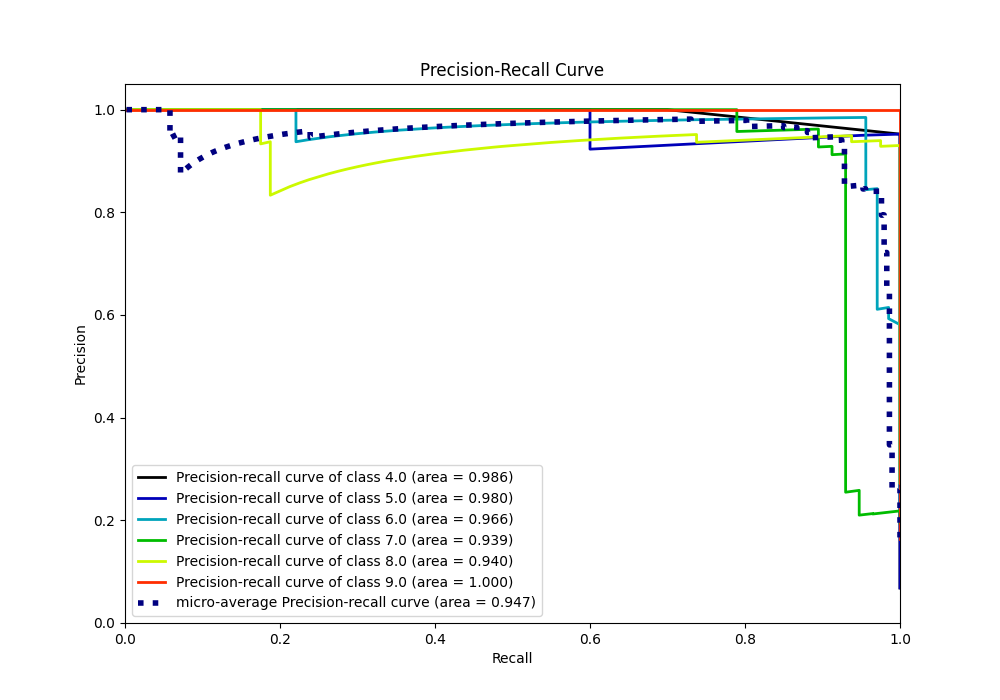 Precision-Recall Curve
1.0
0.8
0.6
0.4
0.2
0.0
Precision
Precision-recall curve of class 4.0 (area = 0.986)
Precision-recall curve of class 5.0 (area = 0.980)
Precision-recall curve of class 6.0 (area = 0.966)
Precision-recall curve of class 7.0 (area = 0.939)
Precision-recall curve of class 8.0 (area = 0.940)
Precision-recall curve of class 9.0 (area = 1.000)
micro-average Precision-recall curve (area = 0.947)
0.0 0.2 0.4 0.6 0.8 1.0
Recall